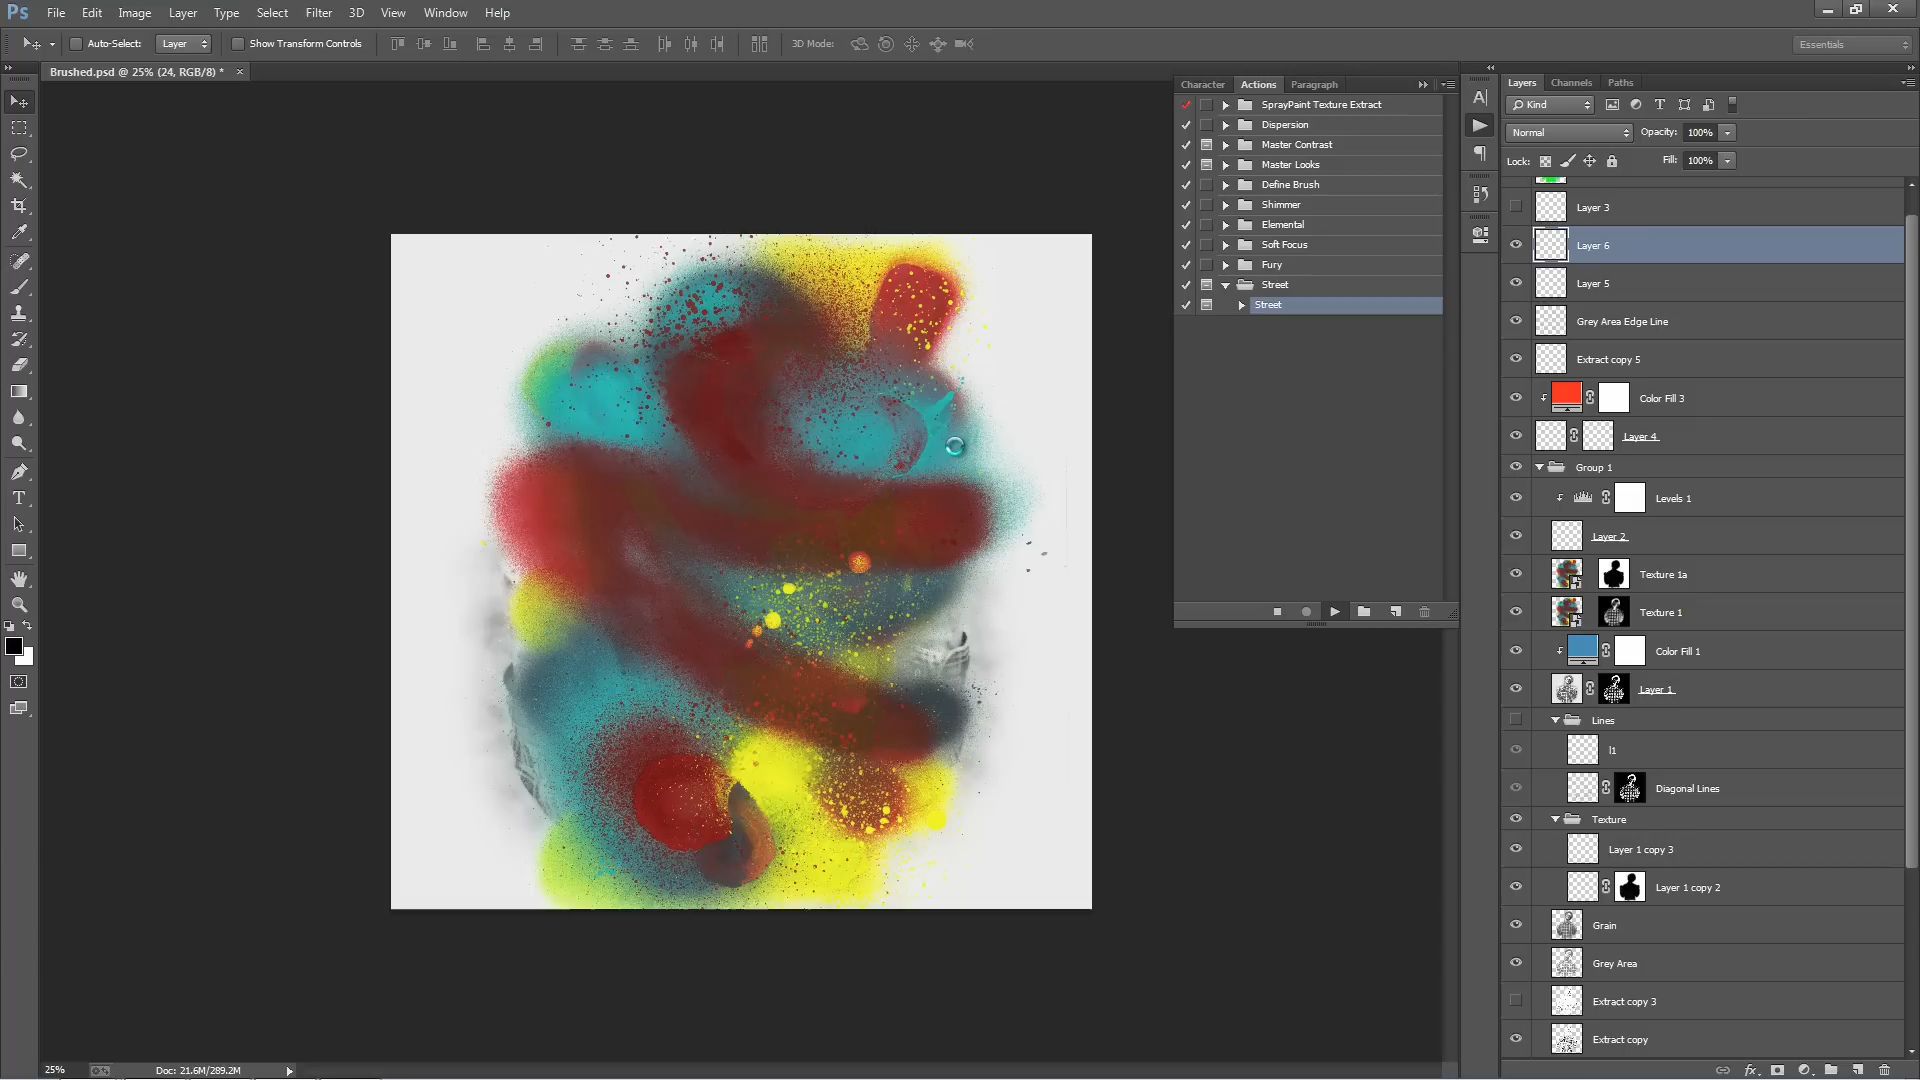 Ps File Edit Image Layer Type Select Filter 3D View Window Help
Auto-Select: Layer Show Transform Controls 3D Mode: Essentials
Brushed.psd @ 25% (24, RGB/8) * ×
Character Actions Paragraph
SprayPaint Texture Extract
Dispersion
Master Contrast
Master Looks
Define Brush
Shimmer
Elemental
Soft Focus
Fury
Street
Street
Layers Channels Paths
Kind
Normal Opacity: 100%
Lock: Fill: 100%
Layer 3
Layer 6
Layer 5
Grey Area Edge Line
Extract copy 5
Color Fill 3
Layer 4
Group 1
Levels 1
Layer 2
Texture 1a
Texture 1
Color Fill 1
Layer 1
Lines
l1
Diagonal Lines
Texture
Layer 1 copy 3
Layer 1 copy 2
Grain
Grey Area
Extract copy 3
Extract copy
25% Doc: 21.6M/289.2M